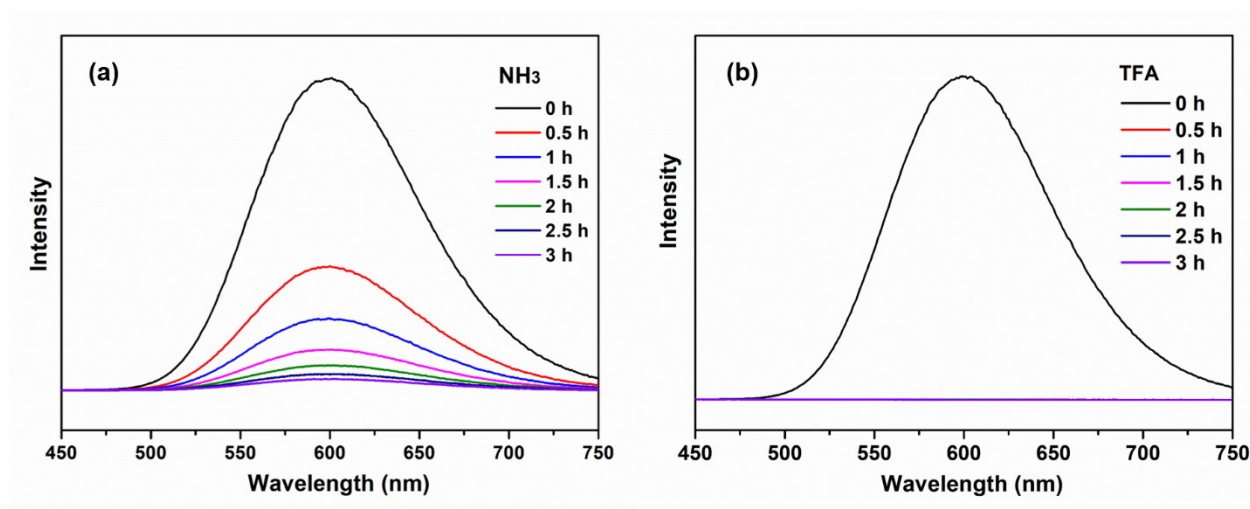 (a)
NH3
0 h
0.5 h
1 h
1.5 h
2 h
2.5 h
3 h
Intensity
450 500 550 600 650 700 750
Wavelength (nm)
(b)
TFA
0 h
0.5 h
1 h
1.5 h
2 h
2.5 h
3 h
Intensity
450 500 550 600 650 700 750
Wavelength (nm)